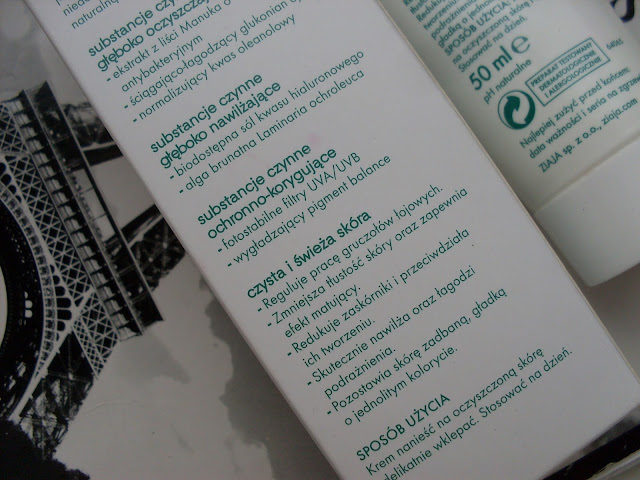 naturalną
substancje
głęboko oczyszczaj
- ekstrakt z liści Manuka o
antybakteryjnym
- ściągająco-łagodzący glukonian
- normalizujący kwas oleanolowy
substancje czynne
głęboko nawilżające
- biodostępna sól kwasu hialuronowego
- alga brunatna Laminaria ochroleuca
substancje czynne
ochronno-korygujące
- fotostabilne filtry UVA/UVB
- wygładzający pigment balance
czysta i świeża skóra
- Reguluje pracę gruczołów łojowych.
- Zmniejsza tłustość skóry oraz zapewnia
efekt matujący.
- Redukuje zaskórniki i przeciwdziała
ich tworzeniu.
- Skutecznie nawilża oraz łagodzi
podrażnienia.
- Pozostawia skórę zadbaną, gładką
o jednolitym kolorycie.
SPOSÓB UŻYCIA
Krem nanieść na oczyszczoną skórę
delikatnie wklepać. Stosować na dzień.
SPOSÓB UŻYCIA
Stosować na dzień.
50 ml e
pH naturalne
PREPARAT TESTOWANY
DERMATOLOGICZNIE
I ALERGOLOGICZNIE
Najlepiej zużyć przed końcem:
data ważności i seria na zgrzewie
ZIAJA sp. z o.o., ziaja.com